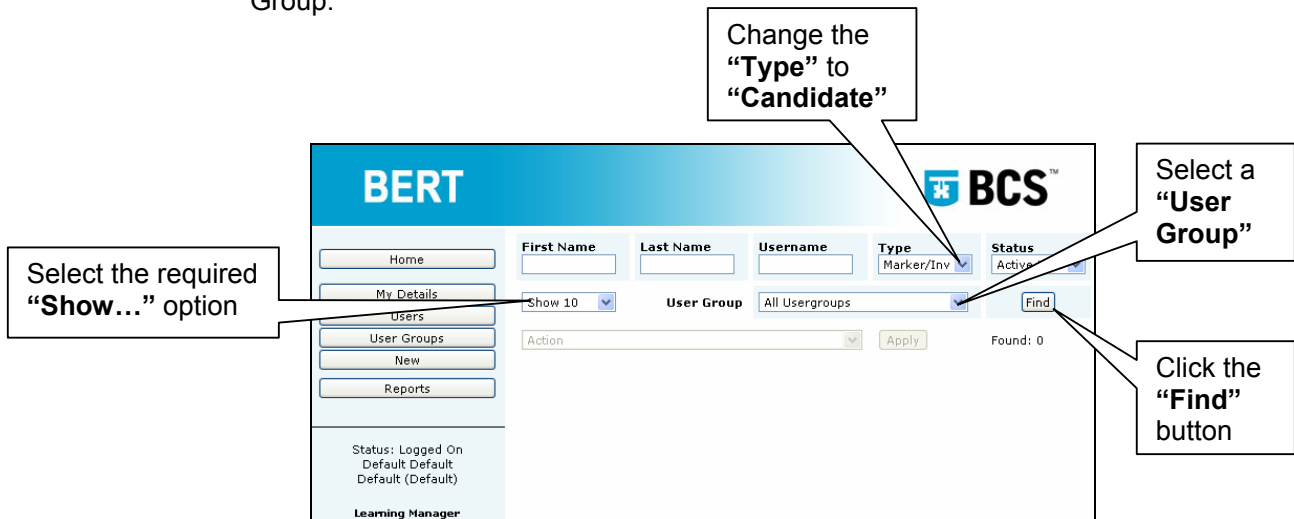 Group.
Change the
“Type” to
“Candidate”
BERT
BCS™
Select a
“User
Group”
Select the required
“Show…” option
Home
My Details
Users
User Groups
New
Reports
First Name
Last Name
Username
Type
Status
Marker/Inv
Active
Show 10
User Group
All Usergroups
Find
Action
Apply
Found: 0
Click the
“Find”
button
Status: Logged On
Default Default
Default (Default)
Learning Manager